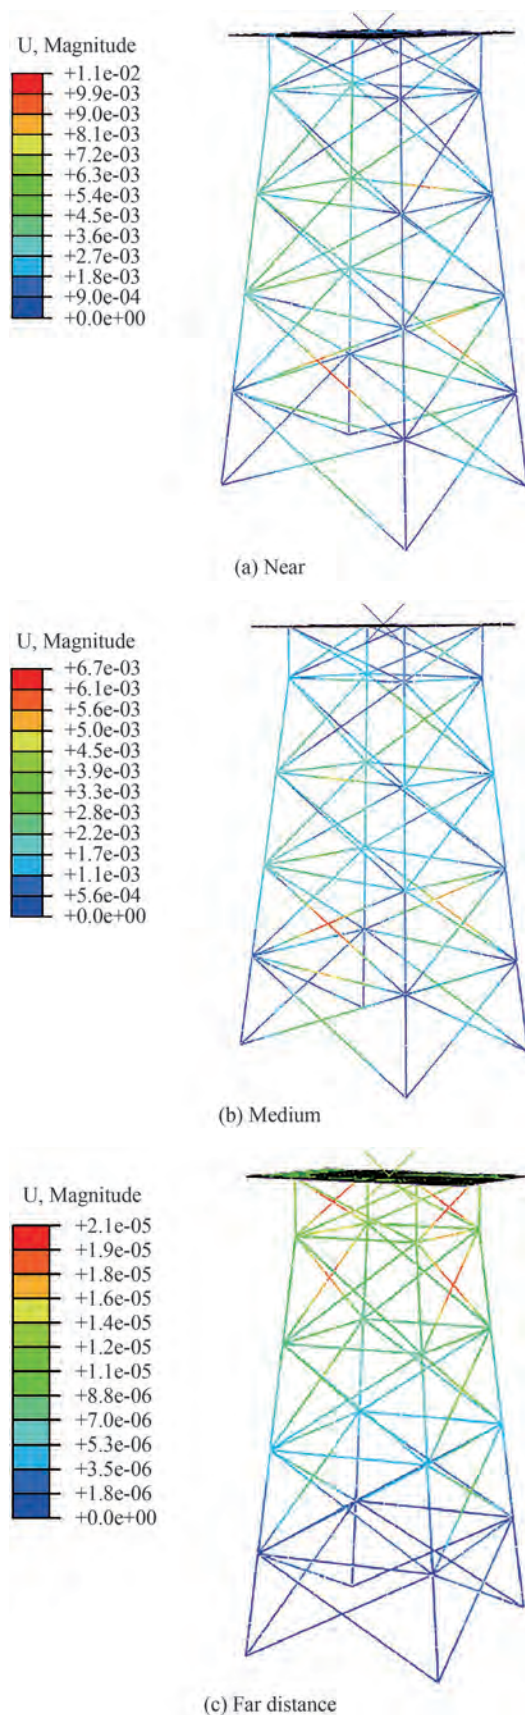 U, Magnitude
+1.1e-02
+9.9e-03
+9.0e-03
+8.1e-03
+7.2e-03
+6.3e-03
+5.4e-03
+4.5e-03
+3.6e-03
+2.7e-03
+1.8e-03
+9.0e-04
+0.0e+00
(a) Near
U, Magnitude
+6.7e-03
+6.1e-03
+5.6e-03
+5.0e-03
+4.5e-03
+3.9e-03
+3.3e-03
+2.8e-03
+2.2e-03
+1.7e-03
+1.1e-03
+5.6e-04
+0.0e+00
(b) Medium
U, Magnitude
+2.1e-05
+1.9e-05
+1.8e-05
+1.6e-05
+1.4e-05
+1.2e-05
+1.1e-05
+8.8e-06
+7.0e-06
+5.3e-06
+3.5e-06
+1.8e-06
+0.0e+00
(c) Far distance